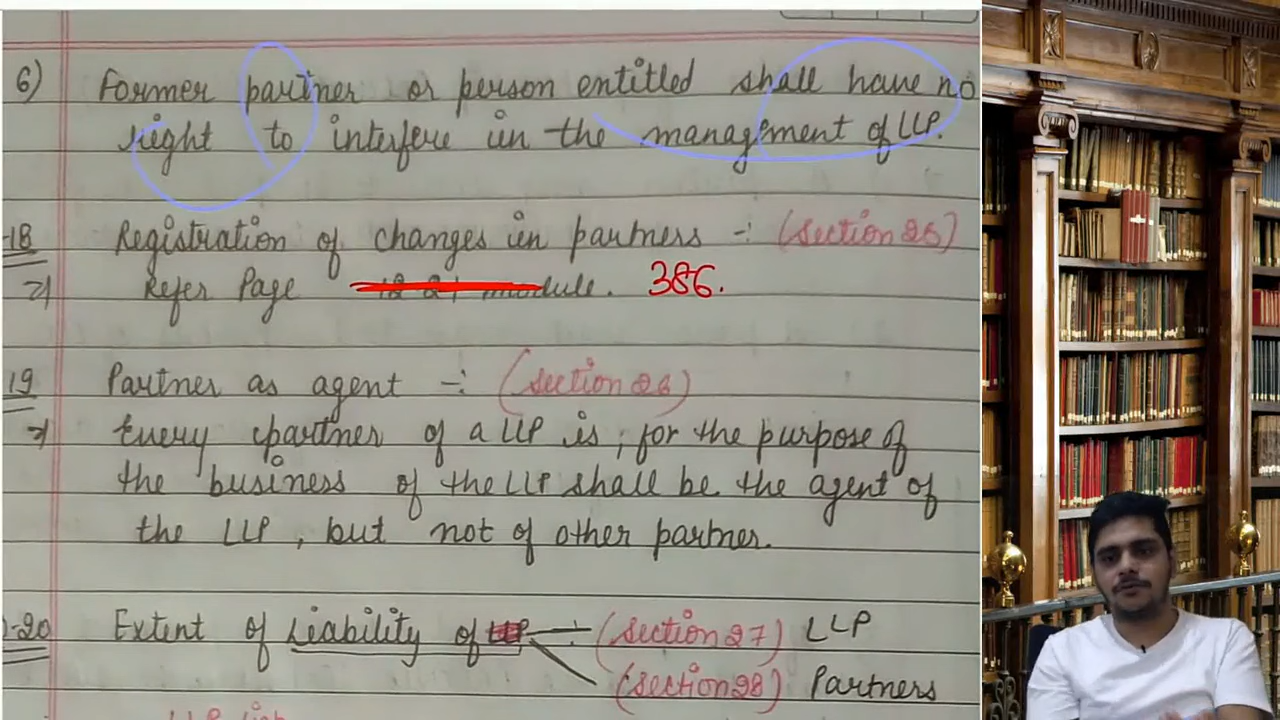 6) Former partner or person entitled shall have no
right to interfere in the management of LLP.
-18 Registration of changes in partners -: (section 25)
Refer Page module. 386.
19 Partner as agent -: (section 26)
Every partner of a LLP is, for the purpose of
the business of the LLP shall be the agent of
the LLP, but not of other partner.
-20 Extent of Liability of -: (section 27) LLP
(section 28) Partners